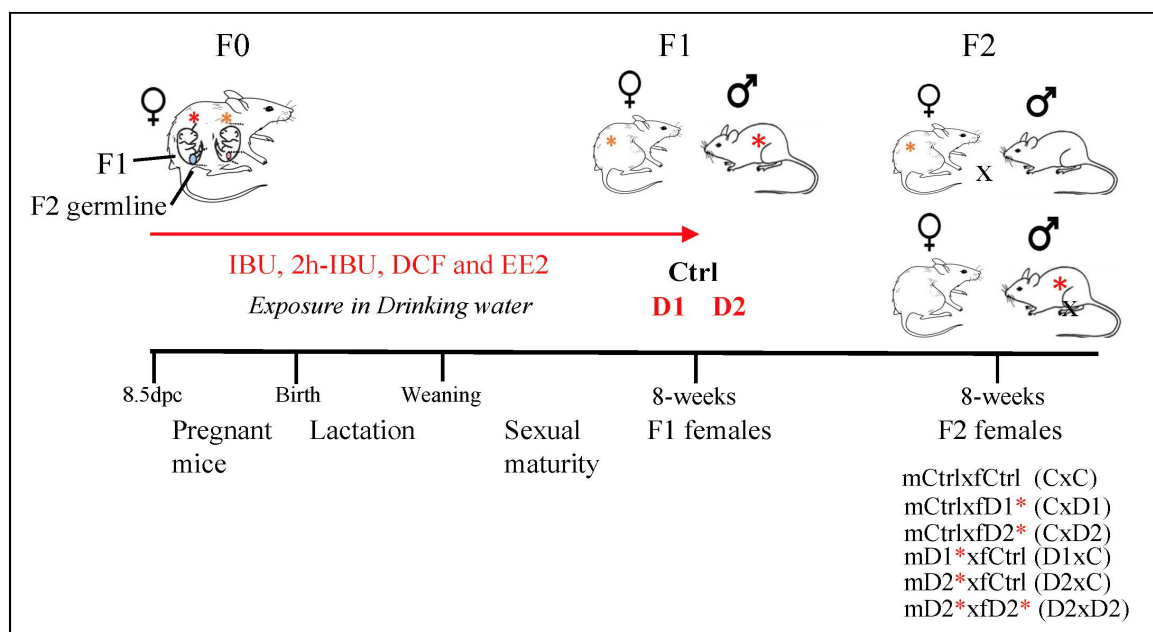 F0
F1
F2
♀
♀
♂
♀
♂
*
*
*
*
*
F1
F2 germline
x
♀
♂
*
x
IBU, 2h-IBU, DCF and EE2
Exposure in Drinking water
Ctrl
D1 D2
8.5dpc
Birth
Weaning
8-weeks
8-weeks
Pregnant
mice
Lactation
Sexual
maturity
F1 females
F2 females
mCtrlxfCtrl (CxC)
mCtrlxfD1* (CxD1)
mCtrlxfD2* (CxD2)
mD1*xfCtrl (D1xC)
mD2*xfCtrl (D2xC)
mD2*xfD2* (D2xD2)